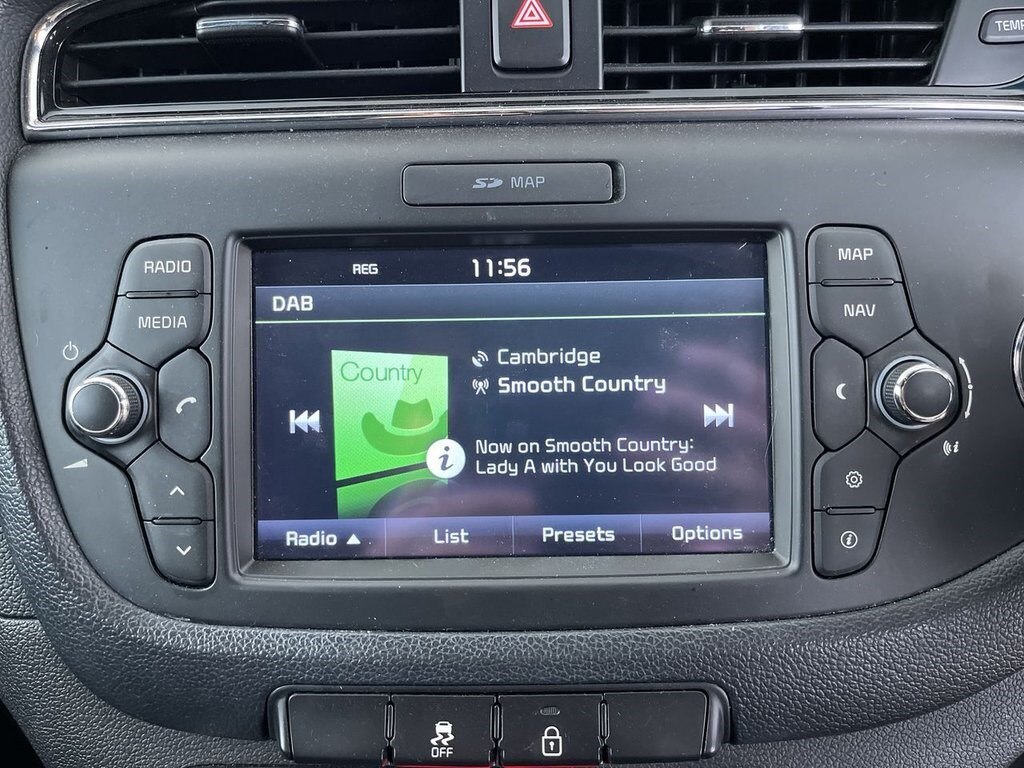 TEMP
SD MAP
RADIO
MEDIA
REG
11:56
DAB
Country
Cambridge
Smooth Country
i
Now on Smooth Country:
Lady A with You Look Good
Radio
List
Presets
Options
MAP
NAV
i
i
OFF